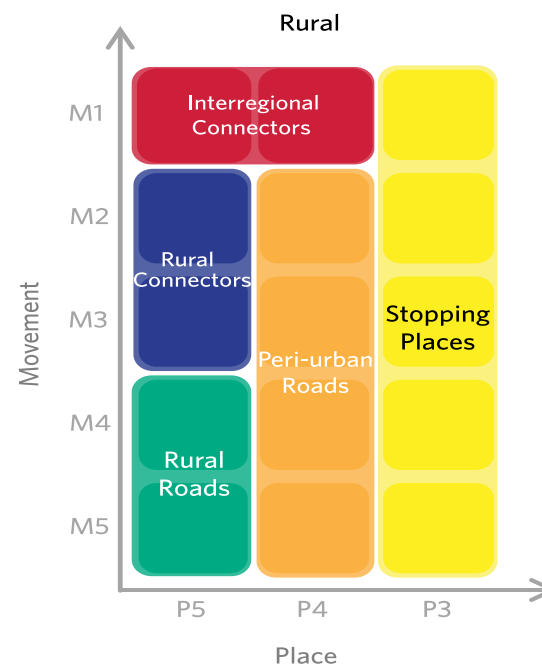 Rural
Movement
M1
M2
M3
M4
M5
Interregional
Connectors
Rural
Connectors
Stopping
Places
Peri-urban
Roads
Rural
Roads
P5
P4
P3
Place